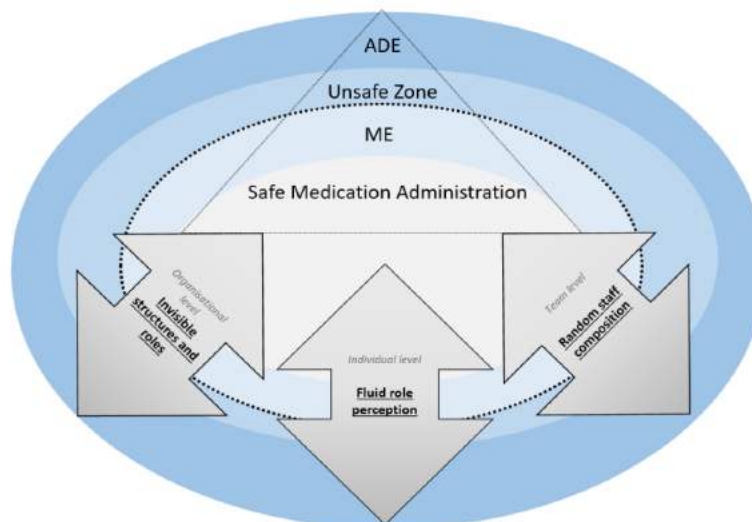 ADE
Unsafe Zone
ME
Safe Medication Administration
Organisational
level
Invisible
structures and
roles
Individual level
Fluid role
perception
Team level
Random staff
composition